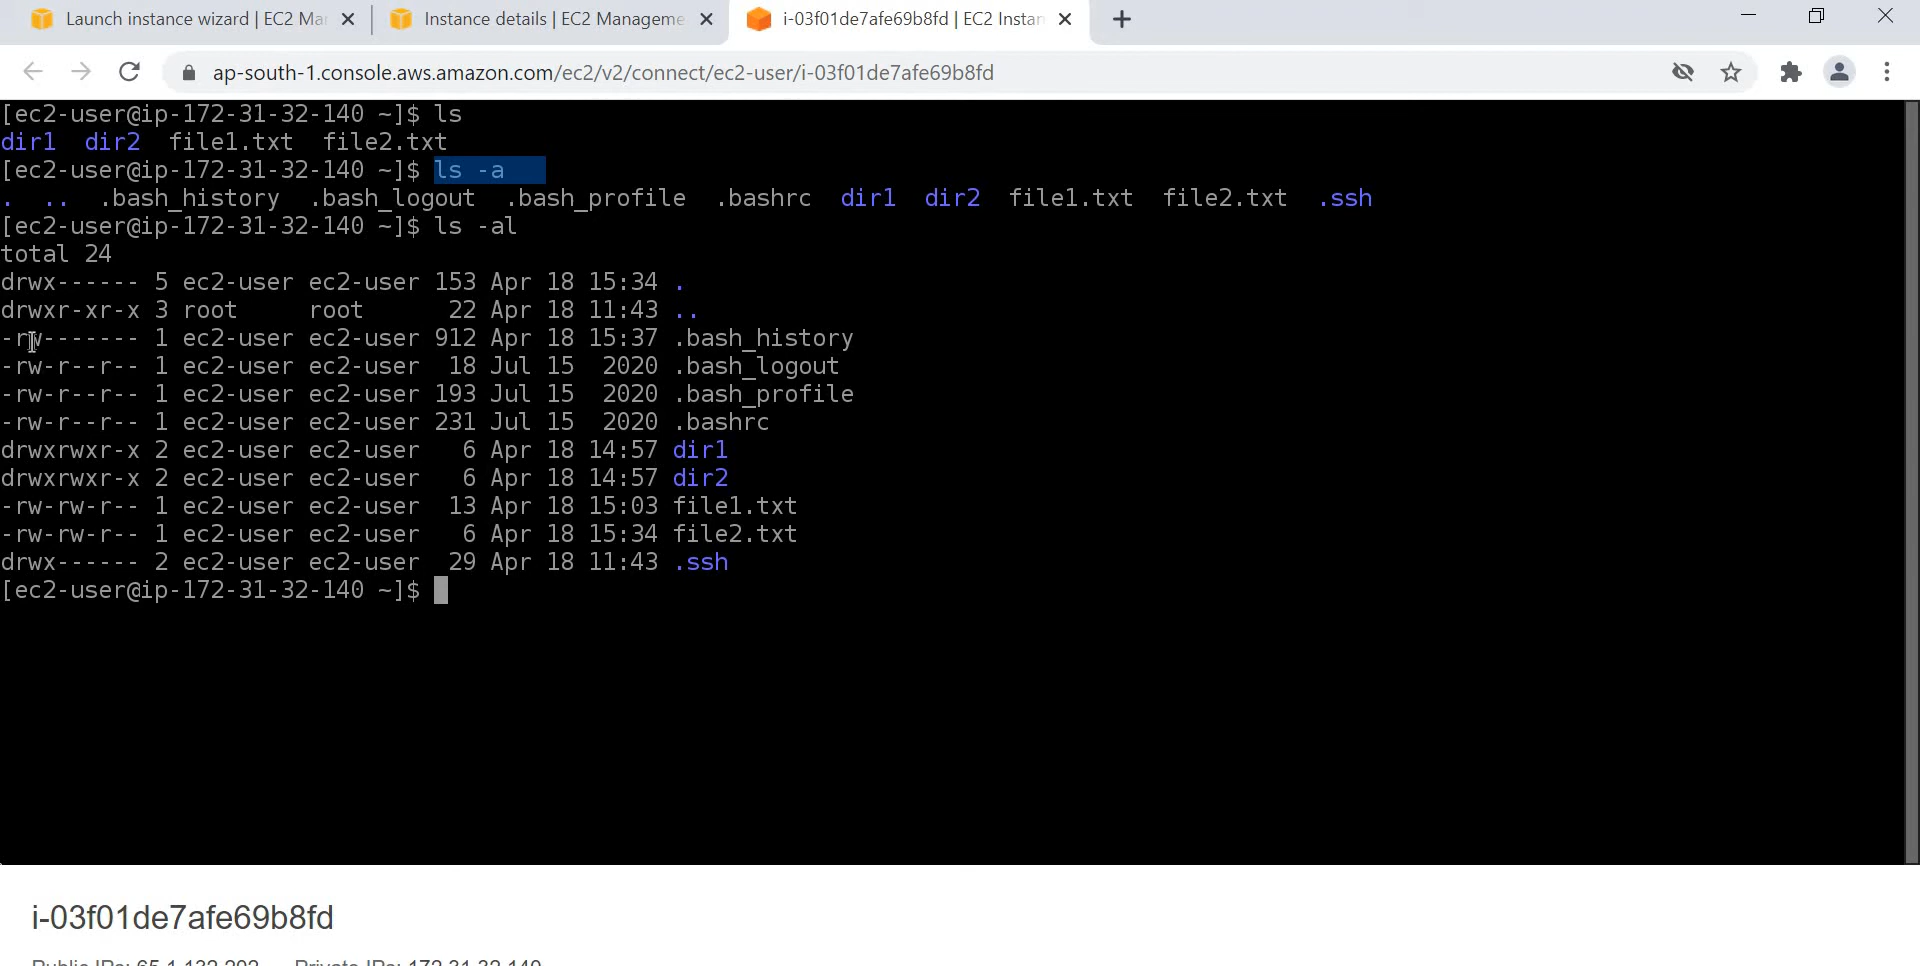 Launch instance wizard | EC2 Mar
Instance details | EC2 Manageme
i-03f01de7afe69b8fd | EC2 Instan
ap-south-1.console.aws.amazon.com/ec2/v2/connect/ec2-user/i-03f01de7afe69b8fd
[ec2-user@ip-172-31-32-140 ~]$ ls
dir1  dir2  file1.txt  file2.txt
[ec2-user@ip-172-31-32-140 ~]$ ls -a
.  ..  .bash_history  .bash_logout  .bash_profile  .bashrc  dir1  dir2  file1.txt  file2.txt  .ssh
[ec2-user@ip-172-31-32-140 ~]$ ls -al
total 24
drwx------ 5 ec2-user ec2-user 153 Apr 18 15:34 .
drwxr-xr-x 3 root     root      22 Apr 18 11:43 ..
-rw------- 1 ec2-user ec2-user 912 Apr 18 15:37 .bash_history
-rw-r--r-- 1 ec2-user ec2-user  18 Jul 15  2020 .bash_logout
-rw-r--r-- 1 ec2-user ec2-user 193 Jul 15  2020 .bash_profile
-rw-r--r-- 1 ec2-user ec2-user 231 Jul 15  2020 .bashrc
drwxrwxr-x 2 ec2-user ec2-user   6 Apr 18 14:57 dir1
drwxrwxr-x 2 ec2-user ec2-user   6 Apr 18 14:57 dir2
-rw-rw-r-- 1 ec2-user ec2-user  13 Apr 18 15:03 file1.txt
-rw-rw-r-- 1 ec2-user ec2-user   6 Apr 18 15:34 file2.txt
drwx------ 2 ec2-user ec2-user  29 Apr 18 11:43 .ssh
[ec2-user@ip-172-31-32-140 ~]$
i-03f01de7afe69b8fd
Public IPs: Private IPs: 172.31.32.140